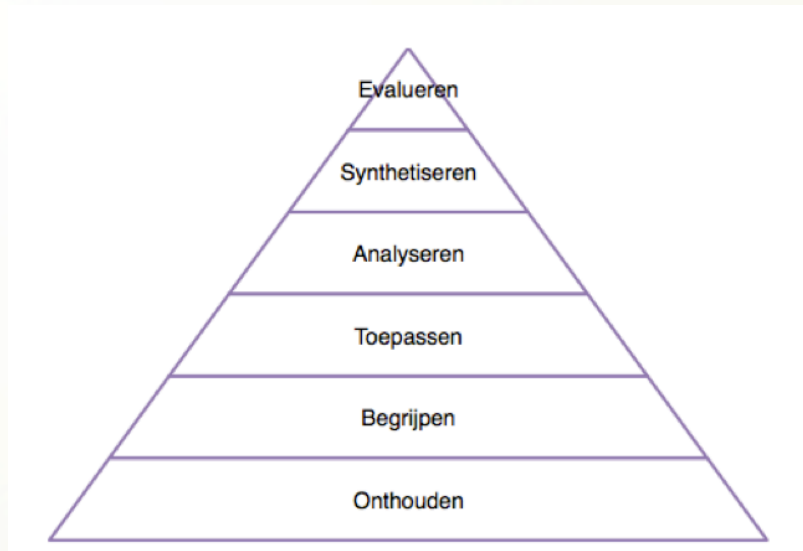 Evalueren
Synthetiseren
Analyseren
Toepassen
Begrijpen
Onthouden